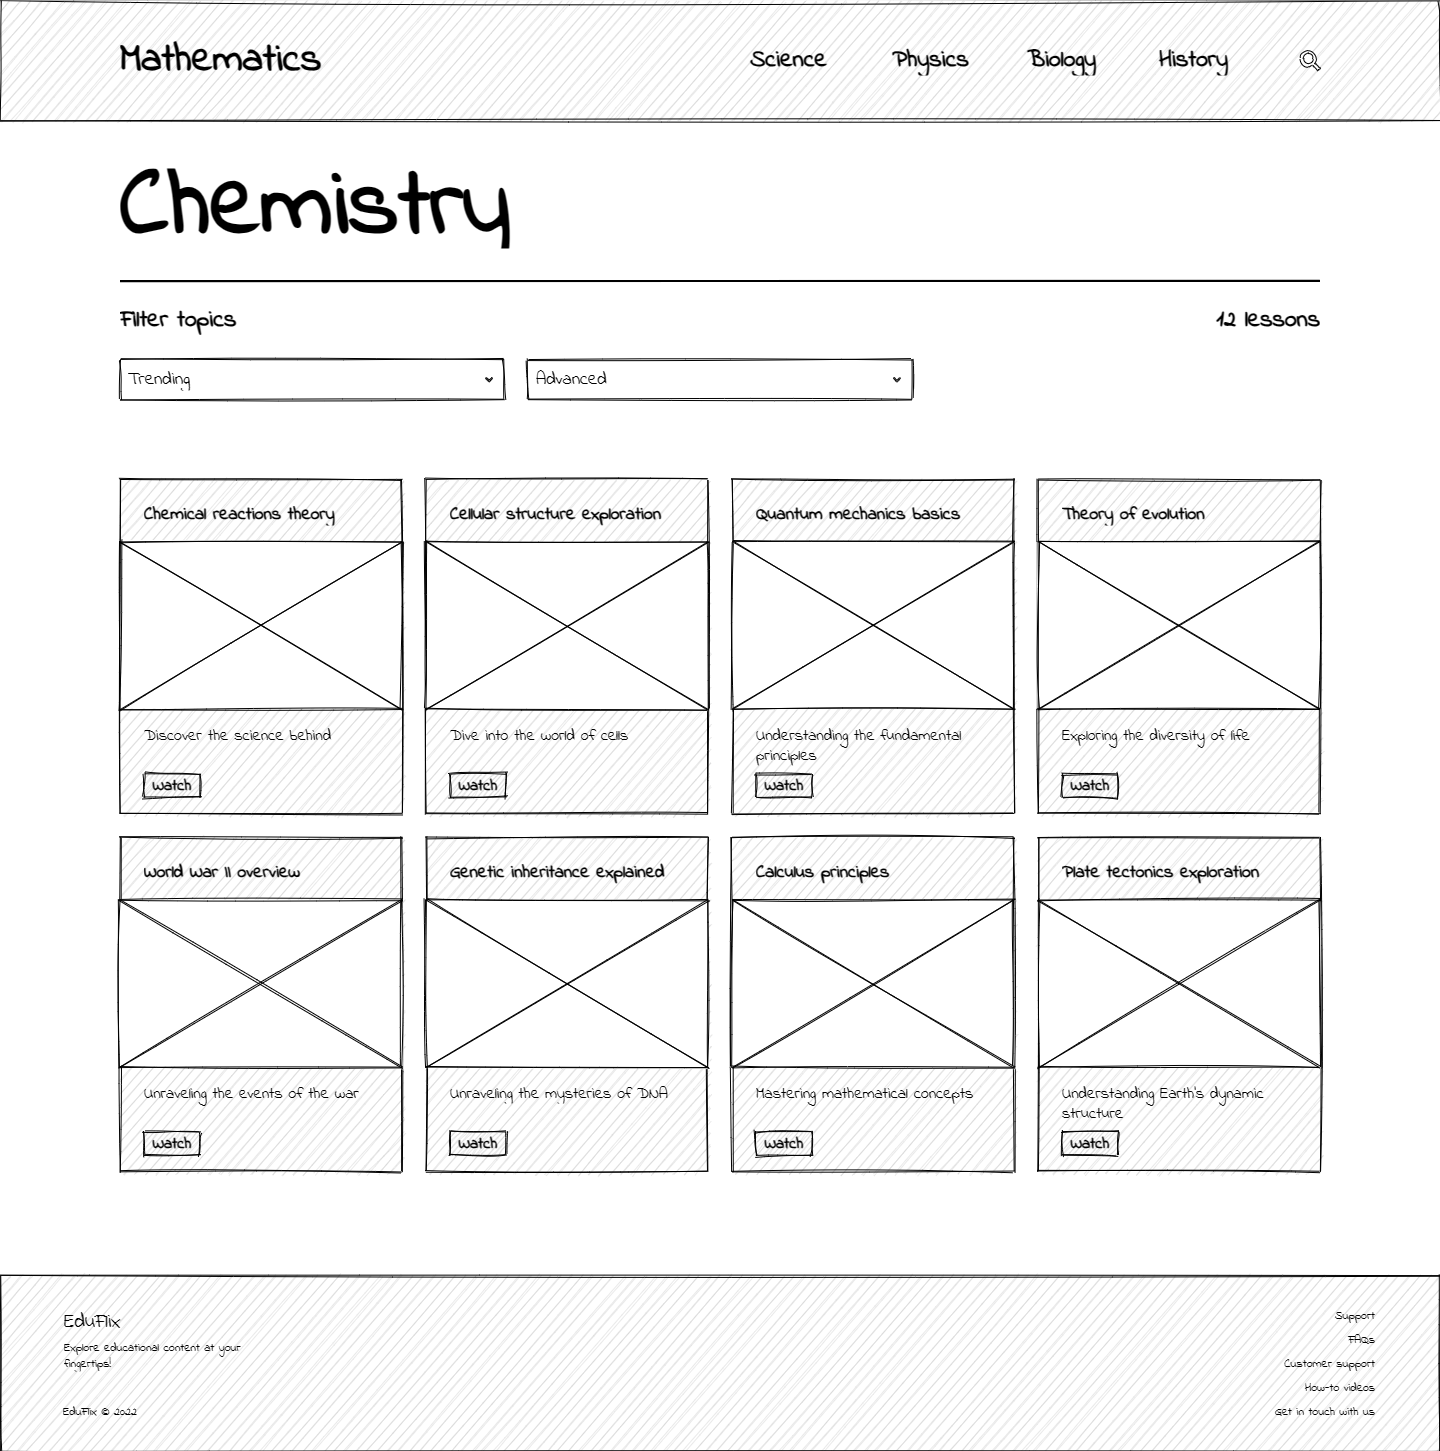 Mathematics
Science
Physics
Biology
History
Chemistry
Filter topics
12 lessons
Trending
Advanced
Chemical reactions theory
Cellular structure exploration
Quantum mechanics basics
Theory of evolution
Discover the science behind
Dive into the world of cells
Understanding the fundamental
principles
Exploring the diversity of life
Watch
Watch
Watch
Watch
World War II overview
Genetic inheritance explained
Calculus principles
Plate tectonics exploration
Unraveling the events of the war
Unraveling the mysteries of DNA
Mastering mathematical concepts
Understanding Earth's dynamic
structure
Watch
Watch
Watch
Watch
EduFlix
Explore educational content at your
fingertips!
EduFlix © 2022
Support
FAQs
Customer support
How-to videos
Get in touch with us